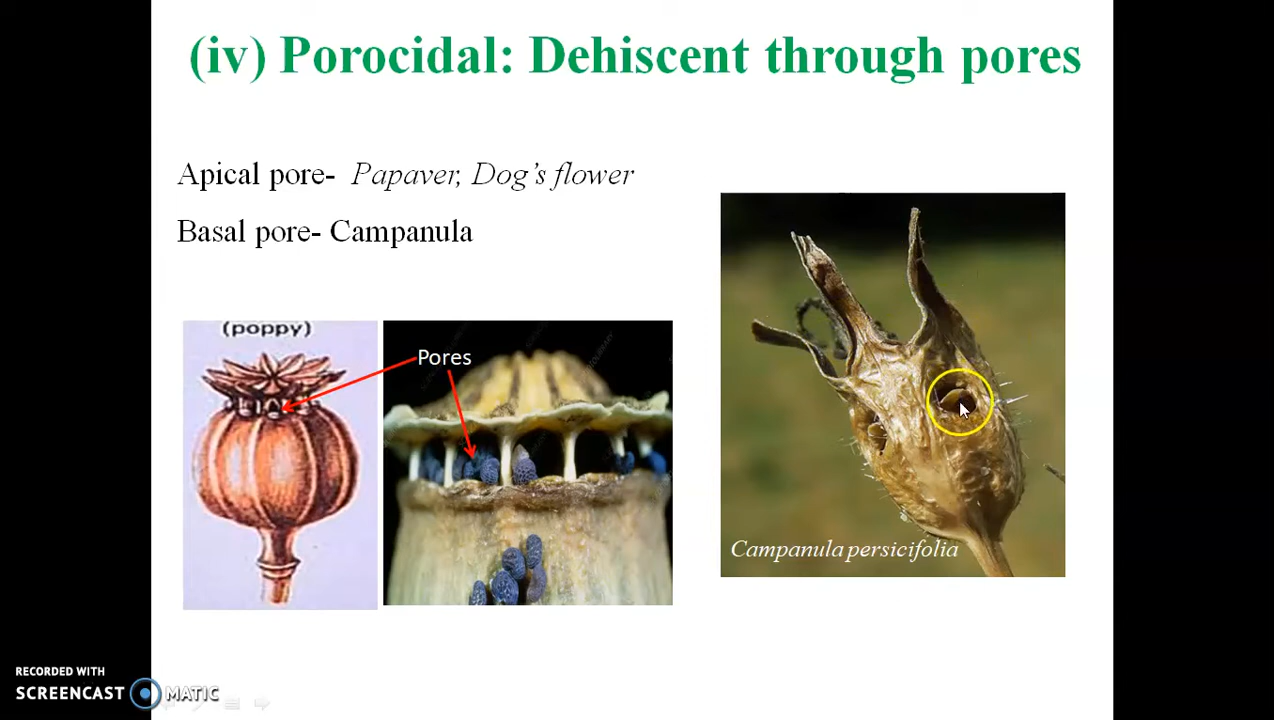 (iv) Porocidal: Dehiscent through pores
Apical pore- Papaver, Dog’s flower
Basal pore- Campanula
(poppy)
Pores
Campanula persicifolia
RECORDED WITH
SCREENCAST MATIC